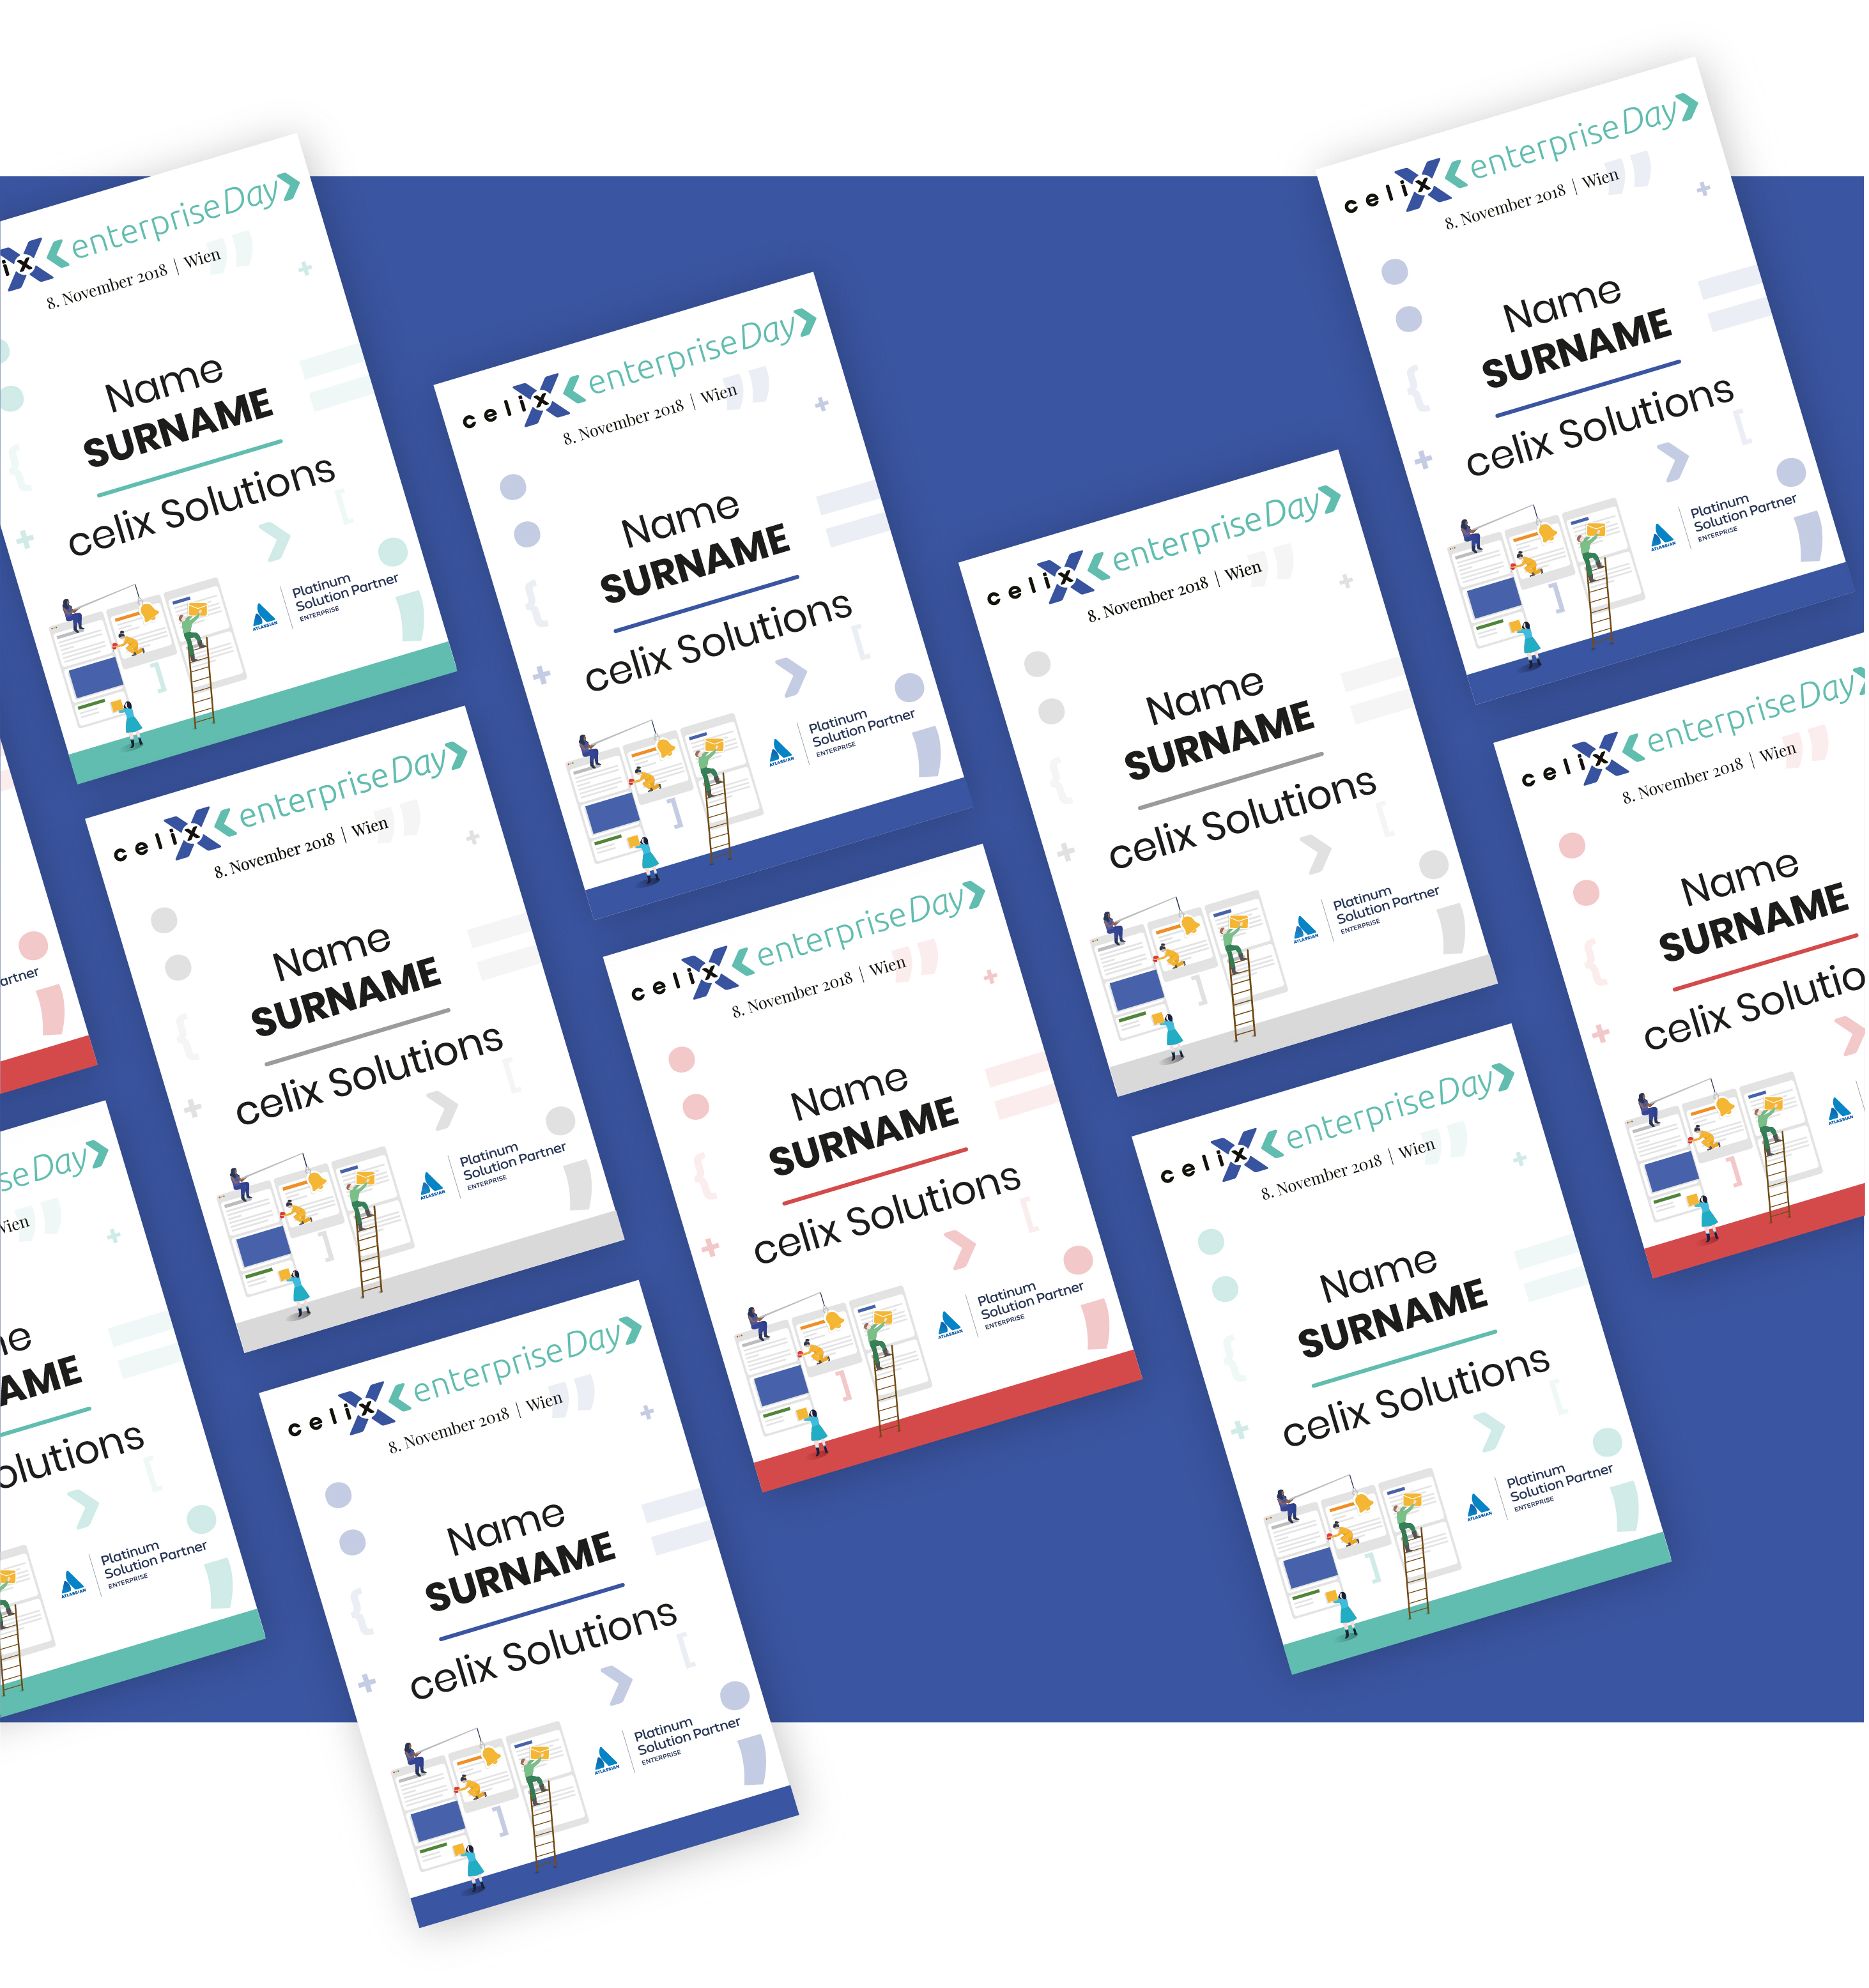 celix enterpriseDay
8. November 2018 | Wien
Name
SURNAME
celix Solutions
ATLASSIAN
Platinum
Solution Partner
ENTERPRISE
ix enterpriseDay
8. November 2018 | Wien
Name
SURNAME
celix Solutions
ATLASSIAN
Platinum
Solution Partner
ENTERPRISE
celix enterpriseDay
8. November 2018 | Wien
Name
SURNAME
celix Solutions
ATLASSIAN
Platinum
Solution Partner
ENTERPRISE
celix enterpriseDay
8. November 2018 | Wien
Name
SURNAME
celix Solutions
ATLASSIAN
Platinum
Solution Partner
ENTERPRISE
celix enterpriseDay
8. November 2018 | Wien
Name
SURNAME
celix Solutio
artner
celix enterpriseDay
8. November 2018 | Wien
Name
SURNAME
celix Solutions
ATLASSIAN
Platinum
Solution Partner
ENTERPRISE
celix enterpriseDay
8. November 2018 | Wien
Name
SURNAME
celix Solutions
ATLASSIAN
Platinum
Solution Partner
ENTERPRISE
celix enterpriseDay
8. November 2018 | Wien
Name
SURNAME
celix Solutions
ATLASSIAN
Platinum
Solution Partner
ENTERPRISE
seDay
Wien
me
AME
olutions
ATLASSIAN
Platinum
Solution Partner
ENTERPRISE
celix enterpriseDay
8. November 2018 | Wien
Name
SURNAME
celix Solutions
ATLASSIAN
Platinum
Solution Partner
ENTERPRISE